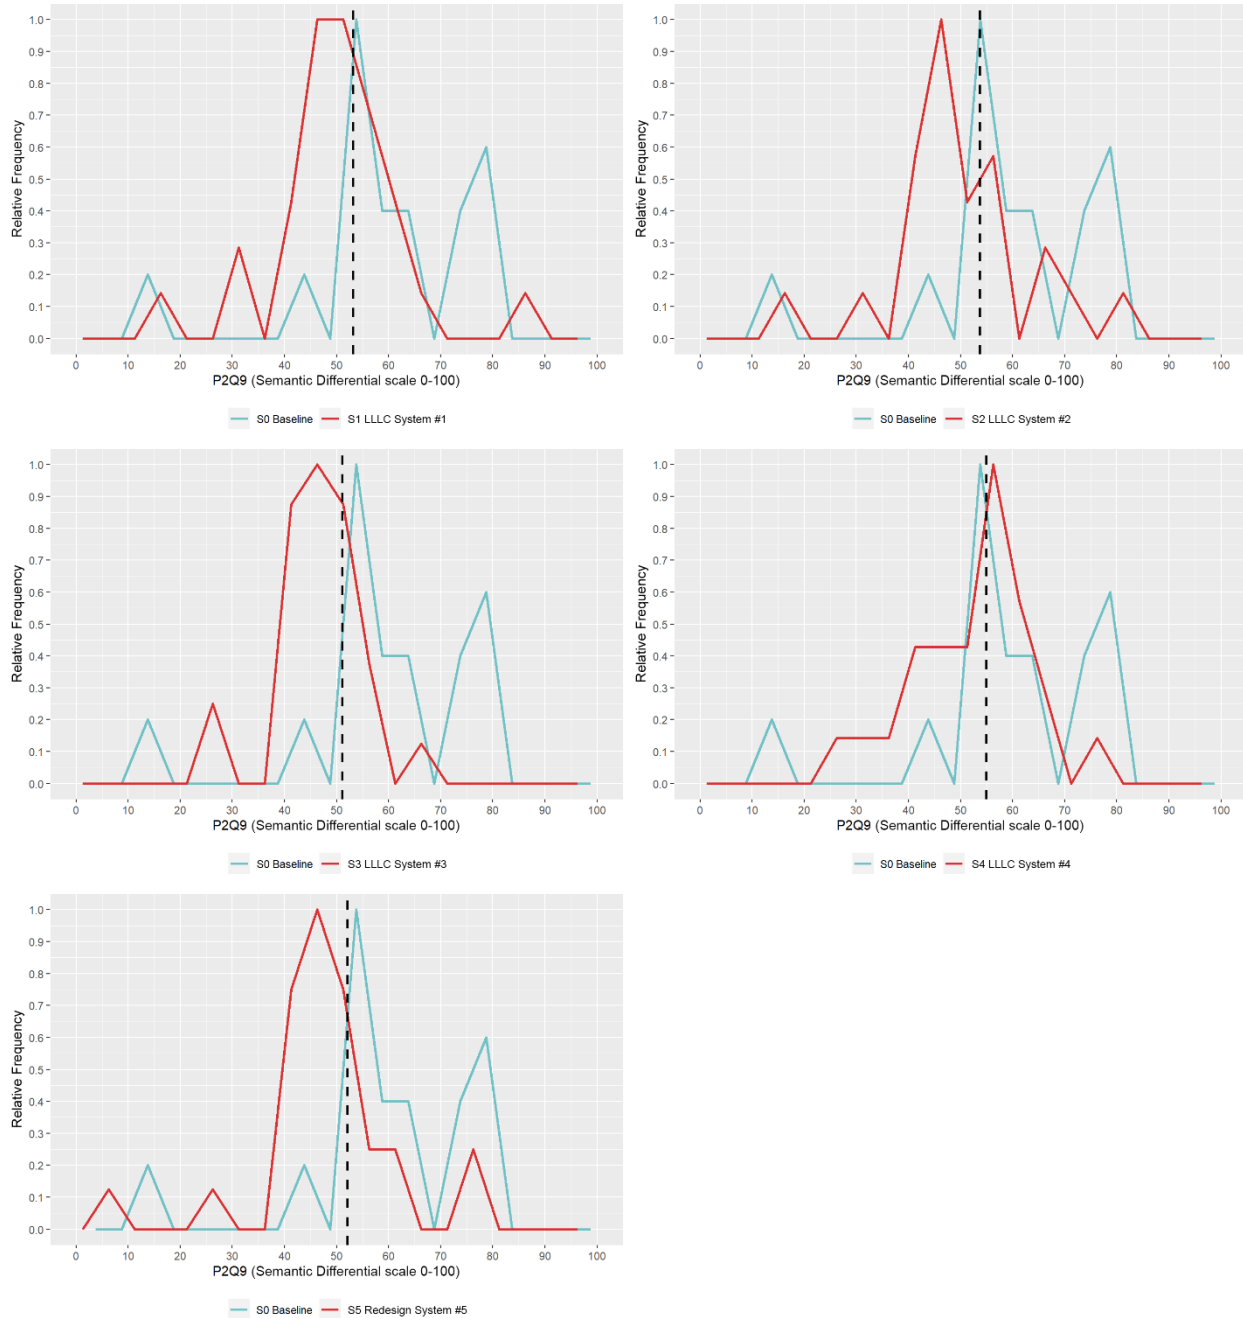 1.0
0.9
0.8
0.7
0.6
0.5
0.4
0.3
0.2
0.1
0.0
Relative Frequency
0 10 20 30 40 50 60 70 80 90 100
P2Q9 (Semantic Differential scale 0-100)
S0 Baseline S1 LLLC System #1
1.0
0.9
0.8
0.7
0.6
0.5
0.4
0.3
0.2
0.1
0.0
Relative Frequency
0 10 20 30 40 50 60 70 80 90 100
P2Q9 (Semantic Differential scale 0-100)
S0 Baseline S2 LLLC System #2
1.0
0.9
0.8
0.7
0.6
0.5
0.4
0.3
0.2
0.1
0.0
Relative Frequency
0 10 20 30 40 50 60 70 80 90 100
P2Q9 (Semantic Differential scale 0-100)
S0 Baseline S3 LLLC System #3
1.0
0.9
0.8
0.7
0.6
0.5
0.4
0.3
0.2
0.1
0.0
Relative Frequency
0 10 20 30 40 50 60 70 80 90 100
P2Q9 (Semantic Differential scale 0-100)
S0 Baseline S4 LLLC System #4
1.0
0.9
0.8
0.7
0.6
0.5
0.4
0.3
0.2
0.1
0.0
Relative Frequency
0 10 20 30 40 50 60 70 80 90 100
P2Q9 (Semantic Differential scale 0-100)
S0 Baseline S5 Redesign System #5